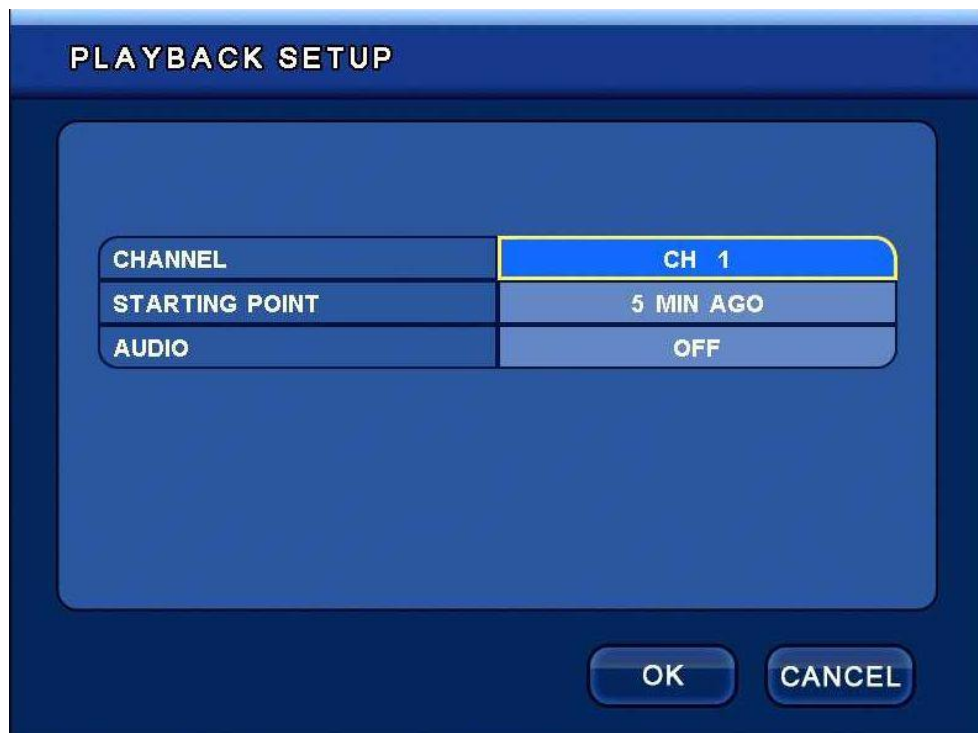 PLAYBACK SETUP
CHANNEL CH 1
STARTING POINT 5 MIN AGO
AUDIO OFF
OK CANCEL